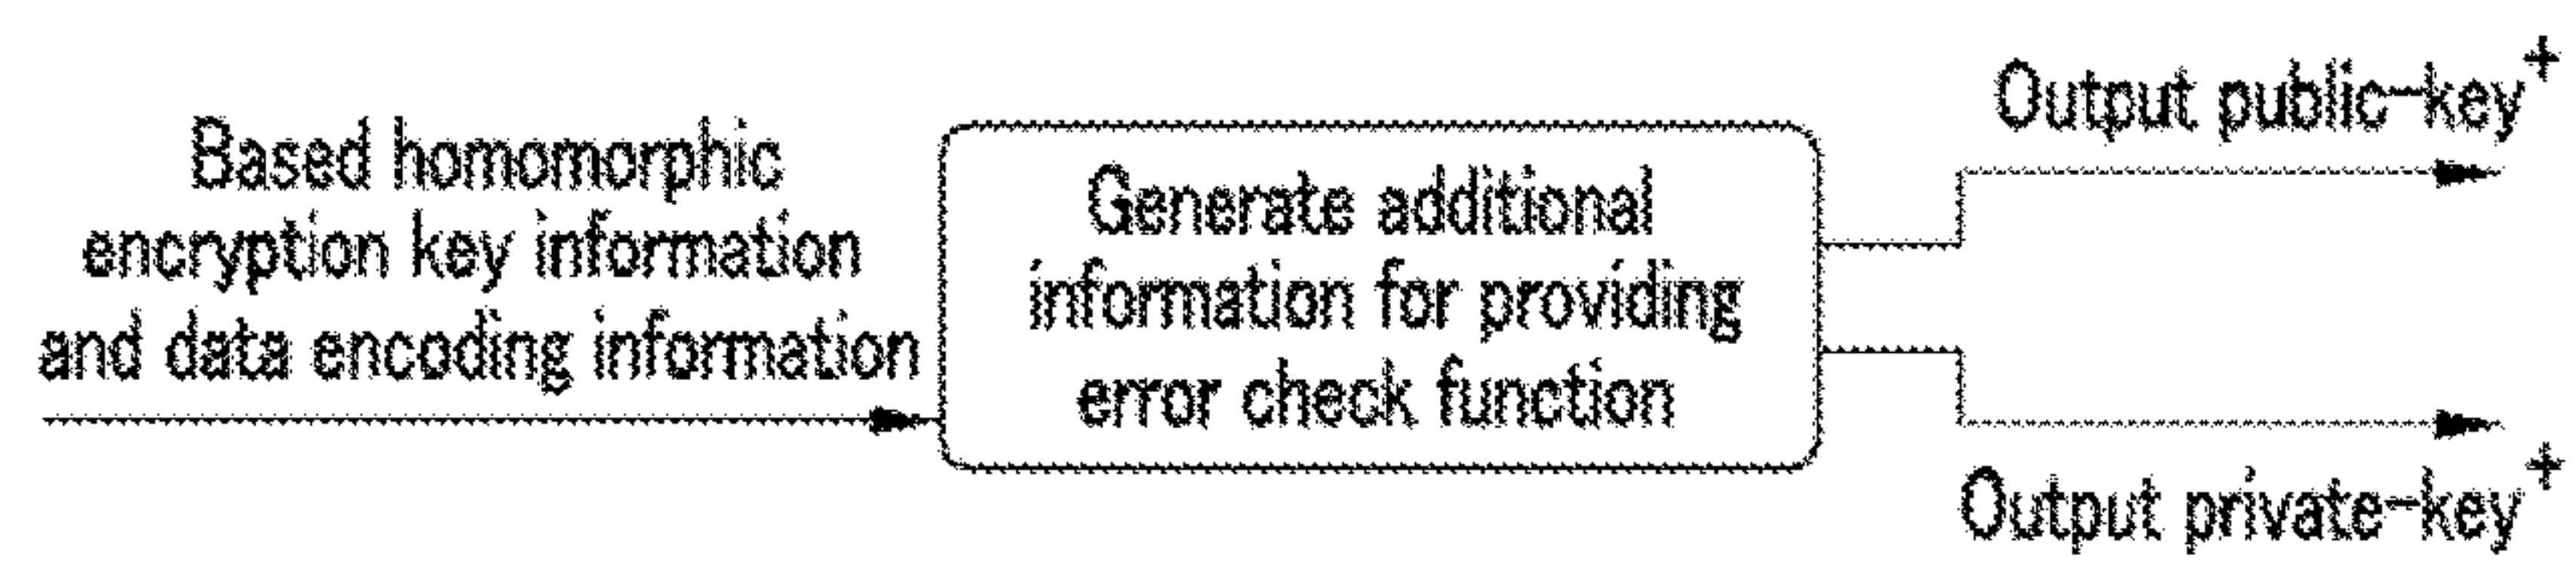 Based homomorphic
encryption key information
and data encoding information
Generate additional
information for providing
error check function
Output public-key+
Output private-key+